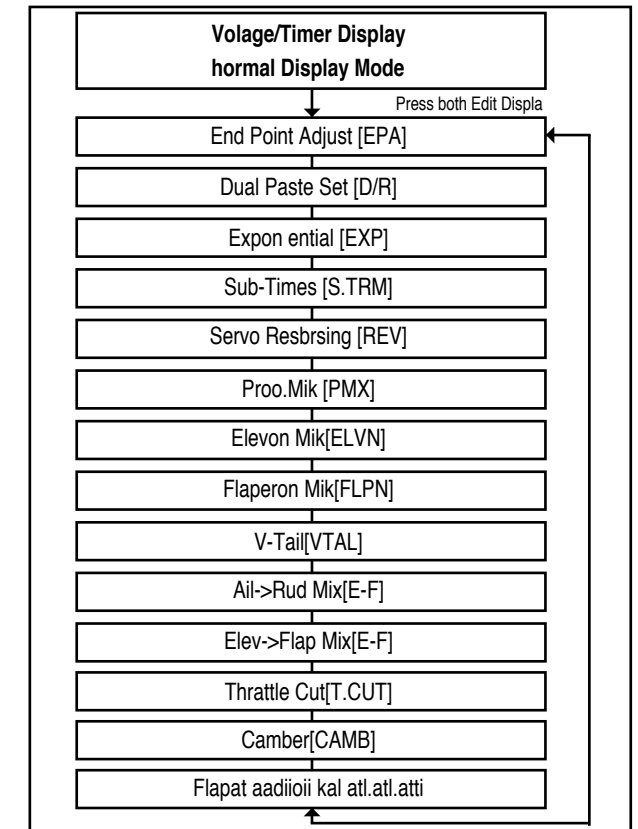 Volage/Timer Display
hormal Display Mode
Press both Edit Displa
End Point Adjust [EPA]
Dual Paste Set [D/R]
Expon ential [EXP]
Sub-Times [S.TRM]
Servo Resbrsing [REV]
Proo.Mik [PMX]
Elevon Mik[ELVN]
Flaperon Mik[FLPN]
V-Tail[VTAL]
Ail->Rud Mix[E-F]
Elev->Flap Mix[E-F]
Thrattle Cut[T.CUT]
Camber[CAMB]
Flapat aadiioii kal atl.atl.atti